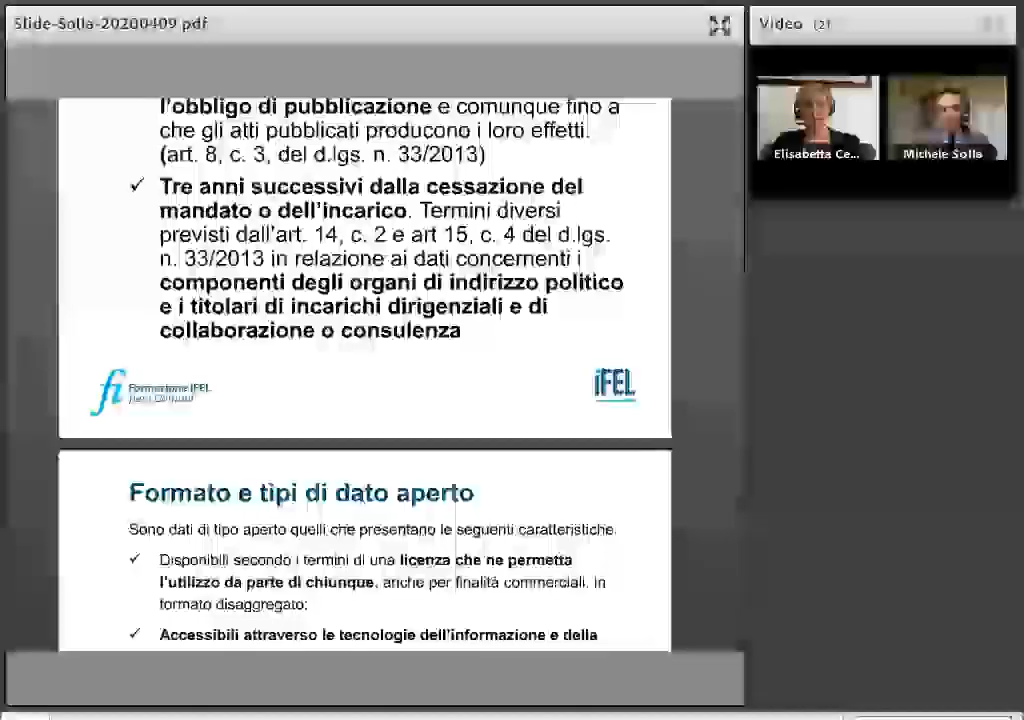 Slide-Solla-20200409 pdf
Video (2)
l'obbligo di pubblicazione e comunque fino a
che gli atti pubblicati producono i loro effetti.
(art. 8, c. 3, del d.lgs. n. 33/2013)
✓ Tre anni successivi dalla cessazione del
mandato o dell'incarico. Termini diversi
previsti dall'art. 14, c. 2 e art 15, c. 4 del d.lgs.
n. 33/2013 in relazione ai dati concernenti i
componenti degli organi di indirizzo politico
e i titolari di incarichi dirigenziali e di
collaborazione o consulenza
fi Formazione IFEL
iFEL
Elisabetta Ce...
Michele Solla
Formato e tipi di dato aperto
Sono dati di tipo aperto quelli che presentano le seguenti caratteristiche.
✓ Disponibili secondo i termini di una licenza che ne permetta
l'utilizzo da parte di chiunque, anche per finalità commerciali, in
formato disaggregato;
✓ Accessibili attraverso le tecnologie dell'informazione e della